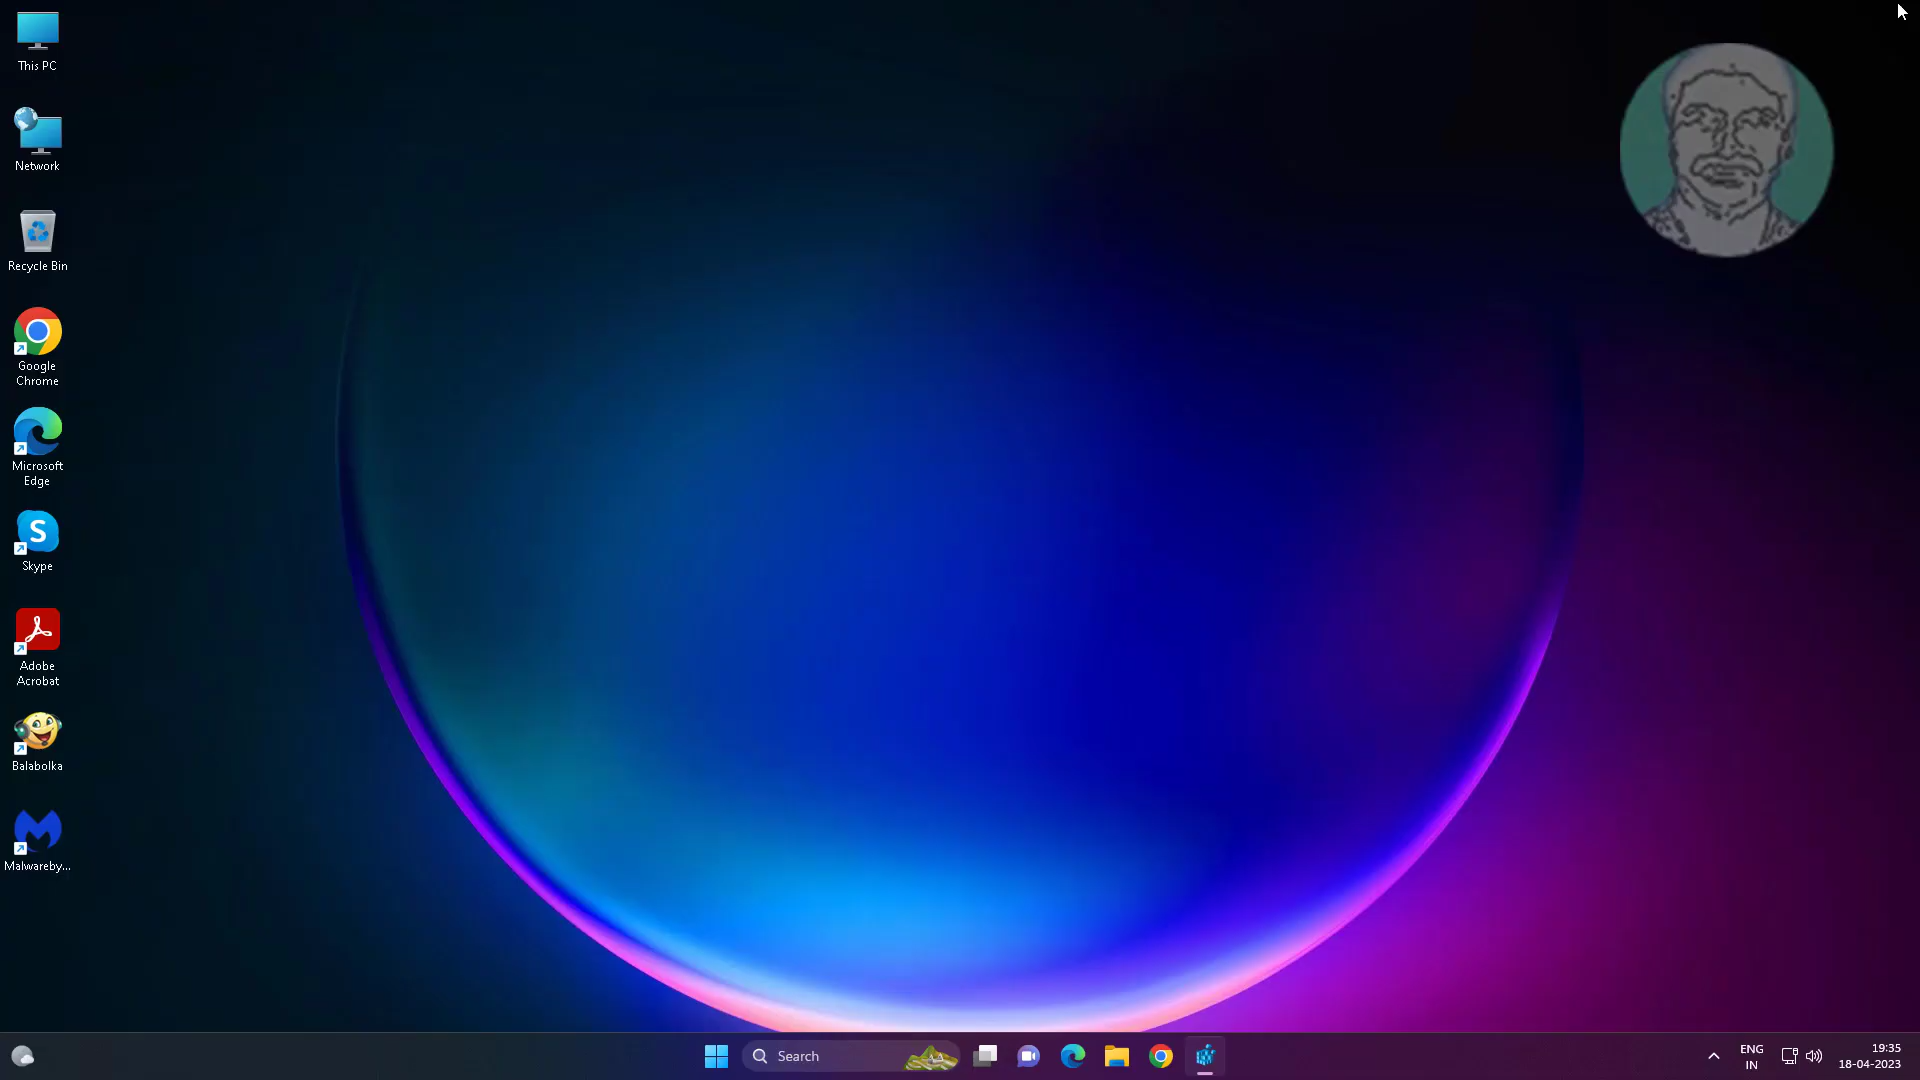 This PC
Network
Recycle Bin
Google
Chrome
Microsoft
Edge
S
Skype
Adobe
Acrobat
Balabolka
Malwareby...
Search
ENG
IN
19:35
18-04-2023